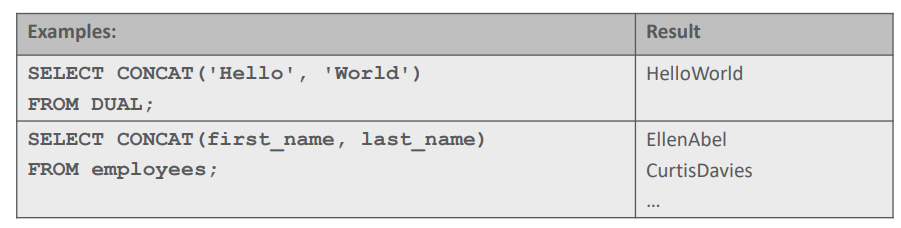 Examples: Result
SELECT CONCAT('Hello', 'World') HelloWorld
FROM DUAL;
SELECT CONCAT(first_name, last_name) EllenAbel
FROM employees; CurtisDavies
…